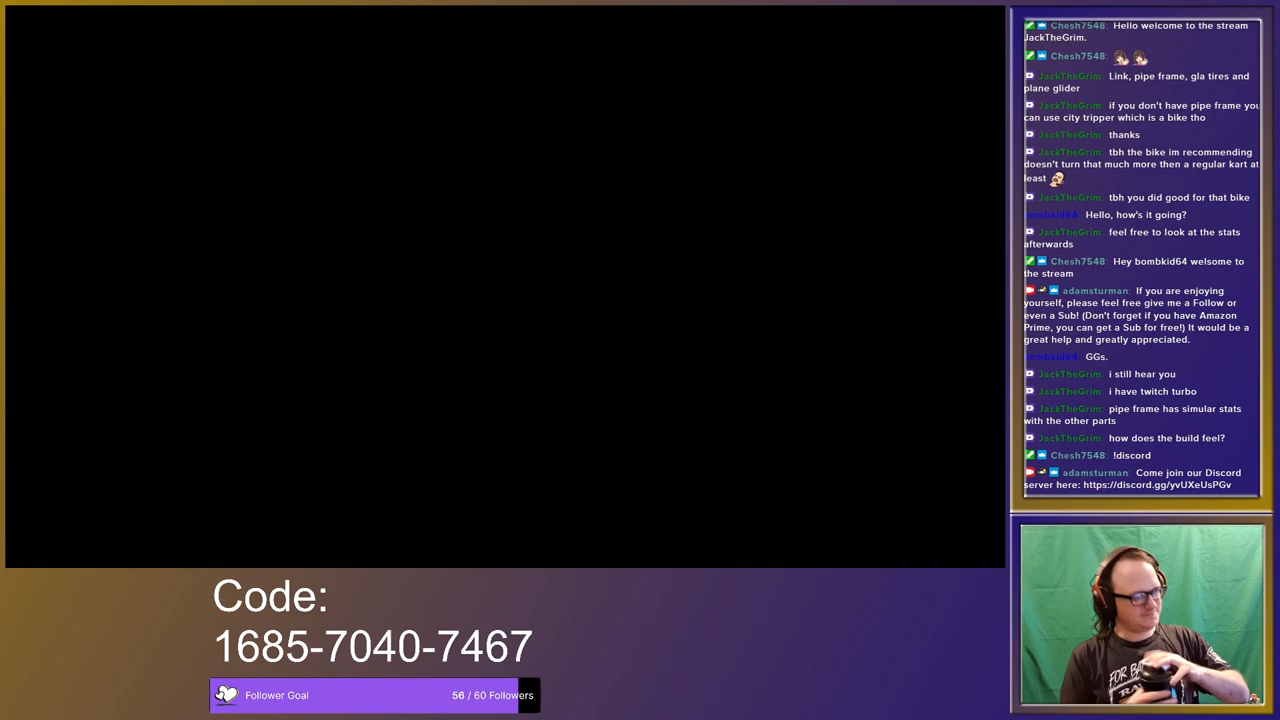 Chesh7548: Hello welcome to the stream
JackTheGrim.
Chesh7548:
JackTheGrim: Link, pipe frame, gla tires and
plane glider
JackTheGrim: if you don't have pipe frame you
can use city tripper which is a bike tho
JackTheGrim: thanks
JackTheGrim: tbh the bike im recommending
doesn't turn that much more then a regular kart at
least
JackTheGrim: tbh you did good for that bike
bombkid64: Hello, how's it going?
JackTheGrim: feel free to look at the stats
afterwards
Chesh7548: Hey bombkid64 welsome to
the stream
adamsturman: If you are enjoying
yourself, please feel free give me a Follow or
even a Sub! (Don't forget if you have Amazon
Prime, you can get a Sub for free!) It would be a
great help and greatly appreciated.
bombkid64: GGs.
JackTheGrim: i still hear you
JackTheGrim: i have twitch turbo
JackTheGrim: pipe frame has simular stats
with the other parts
JackTheGrim: how does the build feel?
Chesh7548: !discord
adamsturman: Come join our Discord
server here: https://discord.gg/yvUXeUsPGv
Code:
1685-7040-7467
Follower Goal 56 / 60 Followers
FOR BA